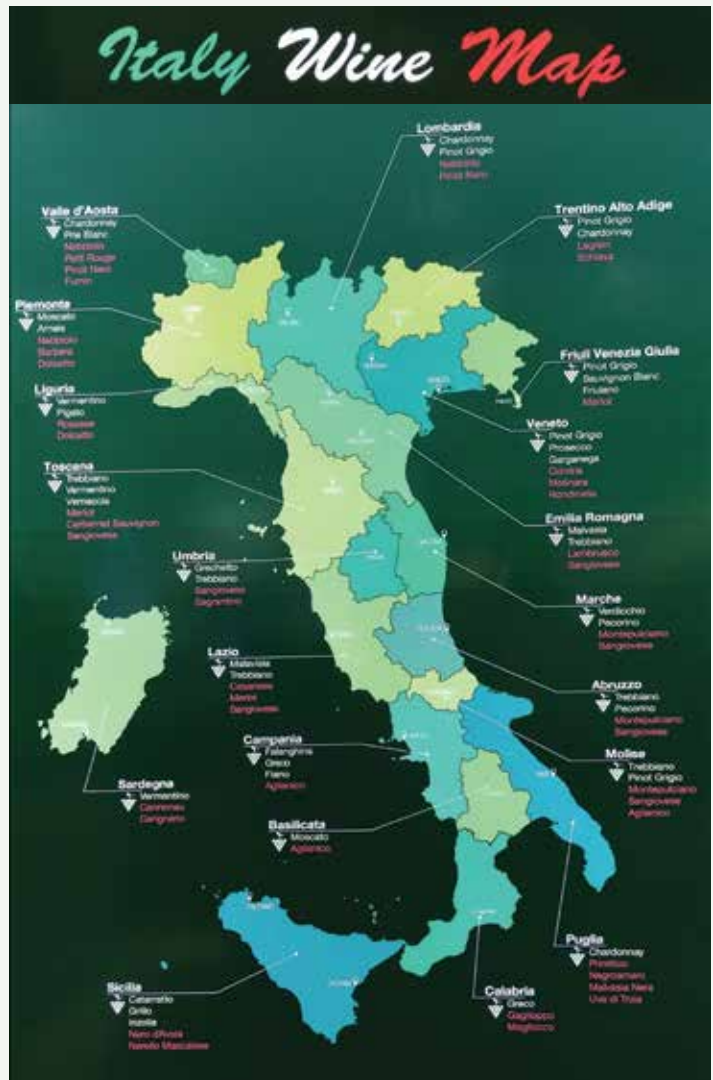 Italy Wine Map
Lombardia
Chardonnay
Pinot Grigio
Nebbiolo
Pinot
Valle d'Aosta
Chardonnay
Prie Blanc
Nebbiolo
Petit Rouge
Pinot Nero
Fumin
Trentino Alto Adige
Pinot Grigio
Chardonnay
Lagrein
Schiava
Piemonte
Moscato
Arneis
Nebbiolo
Barbera
Dolcetto
Friuli Venezia Giulia
Pinot Grigio
Sauvignon Blanc
Friulano
Merlot
Liguria
Vermentino
Pigato
Rossese
Dolcetto
Veneto
Pinot Grigio
Prosecco
Garganega
Corvina
Molinara
Rondinella
Toscana
Trebbiano
Vermentino
Vernaccia
Merlot
Carbernet Sauvignon
Sangiovese
Emilia Romagna
Malvasia
Trebbiano
Lambrusco
Sangiovese
Umbria
Grechetto
Trebbiano
Sangiovese
Sagrantino
Marche
Verdicchio
Pecorino
Montepulciano
Sangiovese
Lazio
Trebbiano
Cesanese
Merlot
Sangiovese
Abruzzo
Trebbiano
Pecorino
Montepulciano
Sangiovese
Campania
Falanghina
Greco
Fiano
Aglianico
Molise
Trebbiano
Pinot Grigio
Montepulciano
Sangiovese
Aglianico
Sardegna
Vermentino
Cannonau
Carignano
Basilicata
Moscato
Aglianico
Puglia
Chardonnay
Primitivo
Negroamaro
Malvasia Nera
Uva di Troia
Sicilia
Catarratto
Grillo
Inzolia
Nero d'Avola
Nerello Mascalese
Calabria
Greco
Gaglioppo
Magliocco